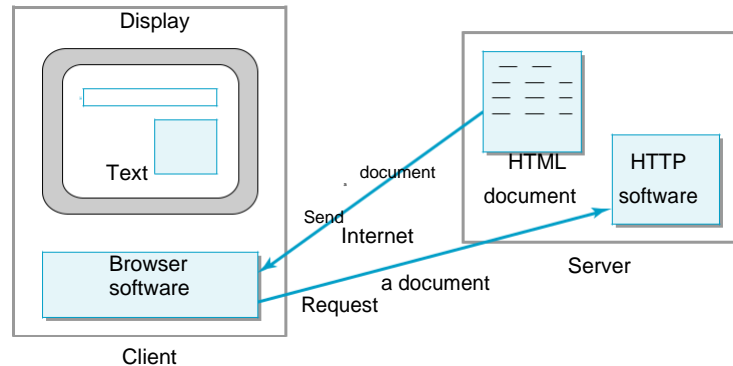 Display
Text
Browser
software
Client
document
Send
Internet
a document
Request
HTML
document
HTTP
software
Server